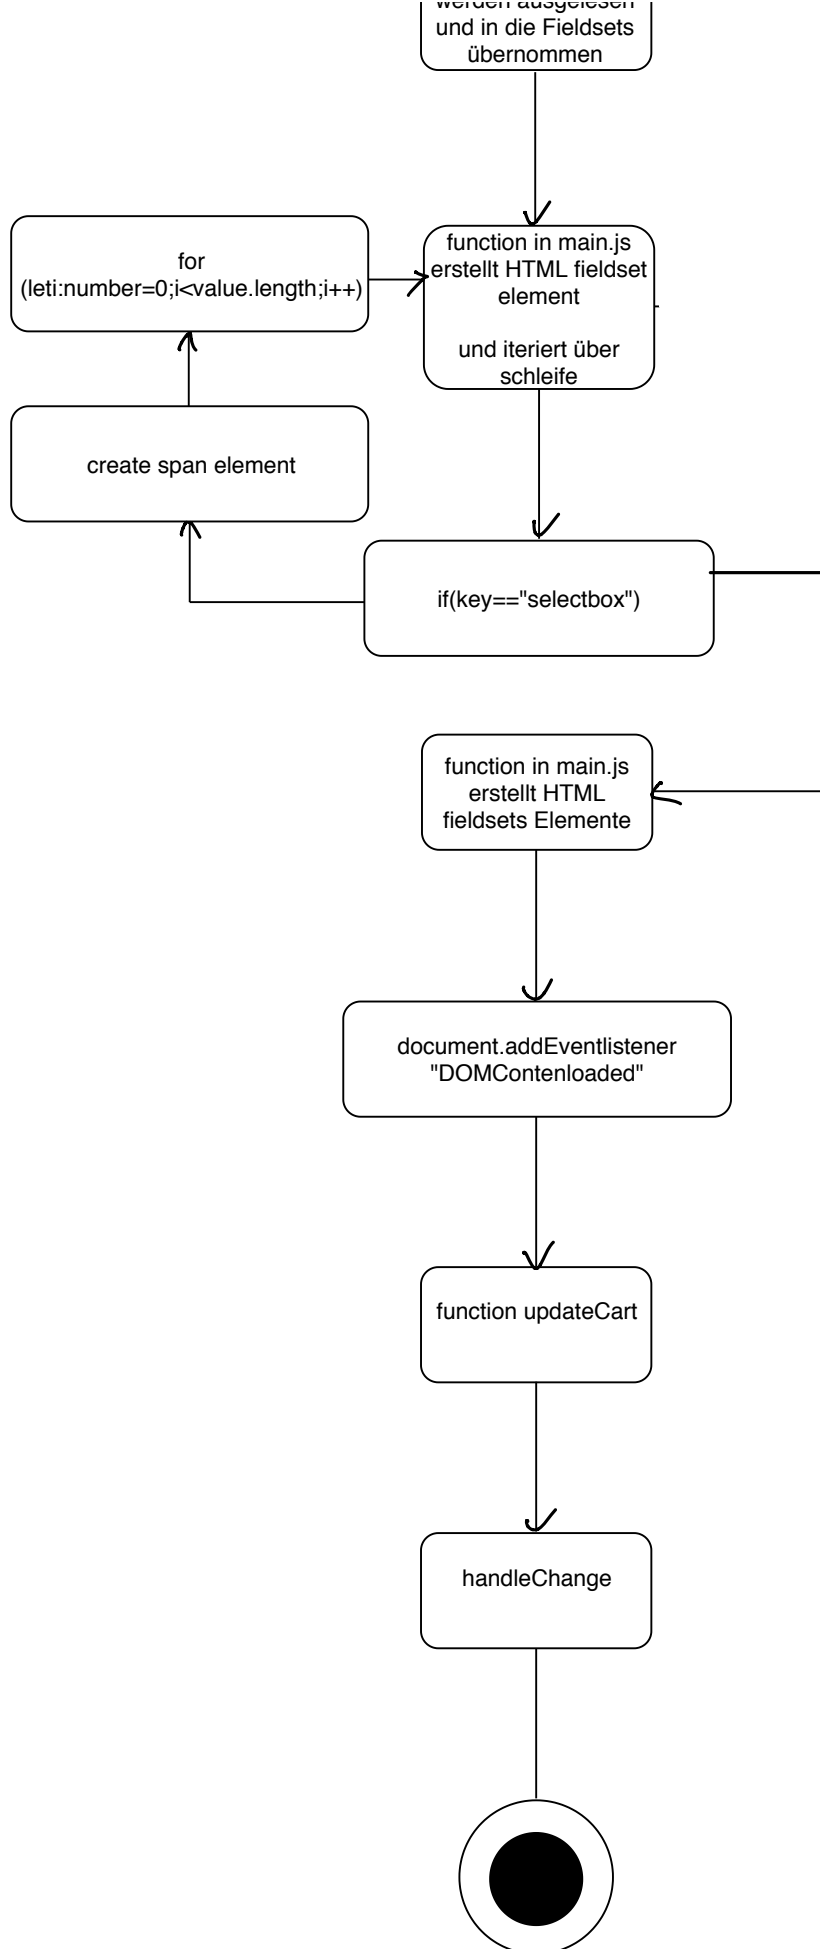 werden ausgelesen
und in die Fieldsets
übernommen
function in main.js
erstellt HTML fieldset
element
und iteriert über
schleife
for
(leti:number=0;i<value.length;i++)
create span element
if(key=="selectbox")
function in main.js
erstellt HTML
fieldsets Elemente
document.addEventlistener
"DOMContenloaded"
function updateCart
handleChange